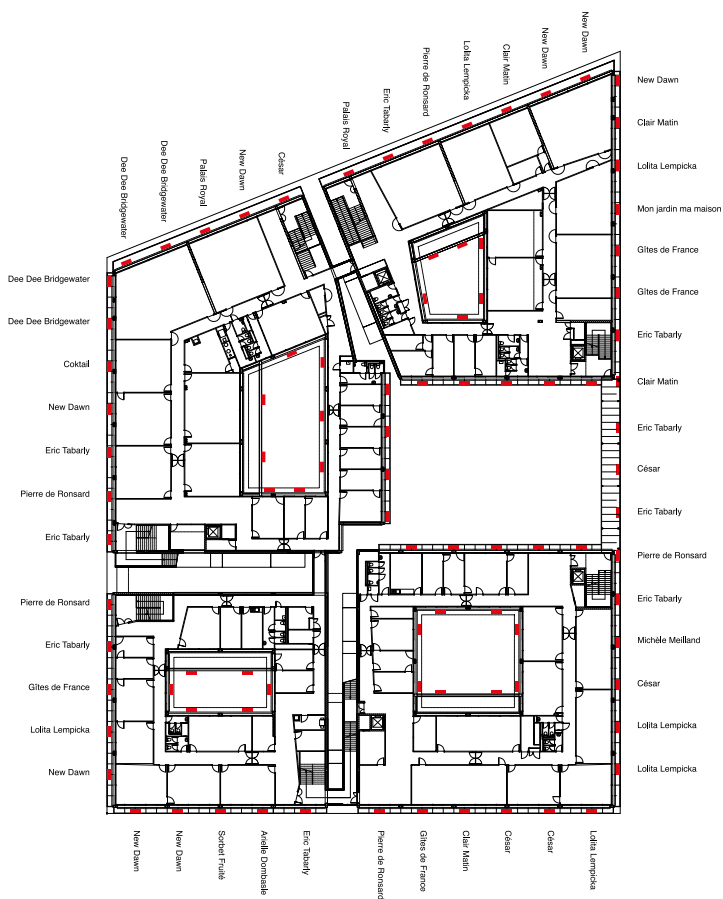 New Dawn
New Dawn
Clair Matin
Lolita Lempicka
Pierre de Ronsard
Eric Tabarly
Palais Royal
César
New Dawn
Palais Royal
Dee Dee Bridgewater
Dee Dee Bridgewater
New Dawn
Clair Matin
Lolita Lempicka
Mon jardin ma maison
Gîtes de France
Gîtes de France
Eric Tabarly
Clair Matin
Eric Tabarly
César
Eric Tabarly
Pierre de Ronsard
Eric Tabarly
Michèle Meilland
César
Lolita Lempicka
Lolita Lempicka
Dee Dee Bridgewater
Dee Dee Bridgewater
Coktail
New Dawn
Eric Tabarly
Pierre de Ronsard
Eric Tabarly
Pierre de Ronsard
Eric Tabarly
Gîtes de France
Lolita Lempicka
New Dawn
New Dawn
New Dawn
Sorbet Fruité
Arielle Dombasle
Eric Tabarly
Pierre de Ronsard
Gîtes de France
Clair Matin
César
César
Lolita Lempicka